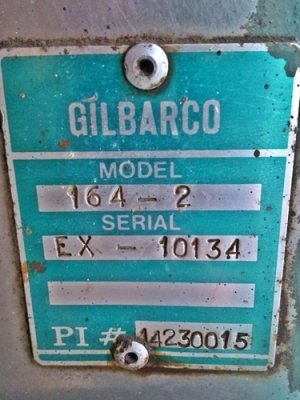 GILBARCO
MODEL
164-2
SERIAL
EX - 10134
PI # 14230015